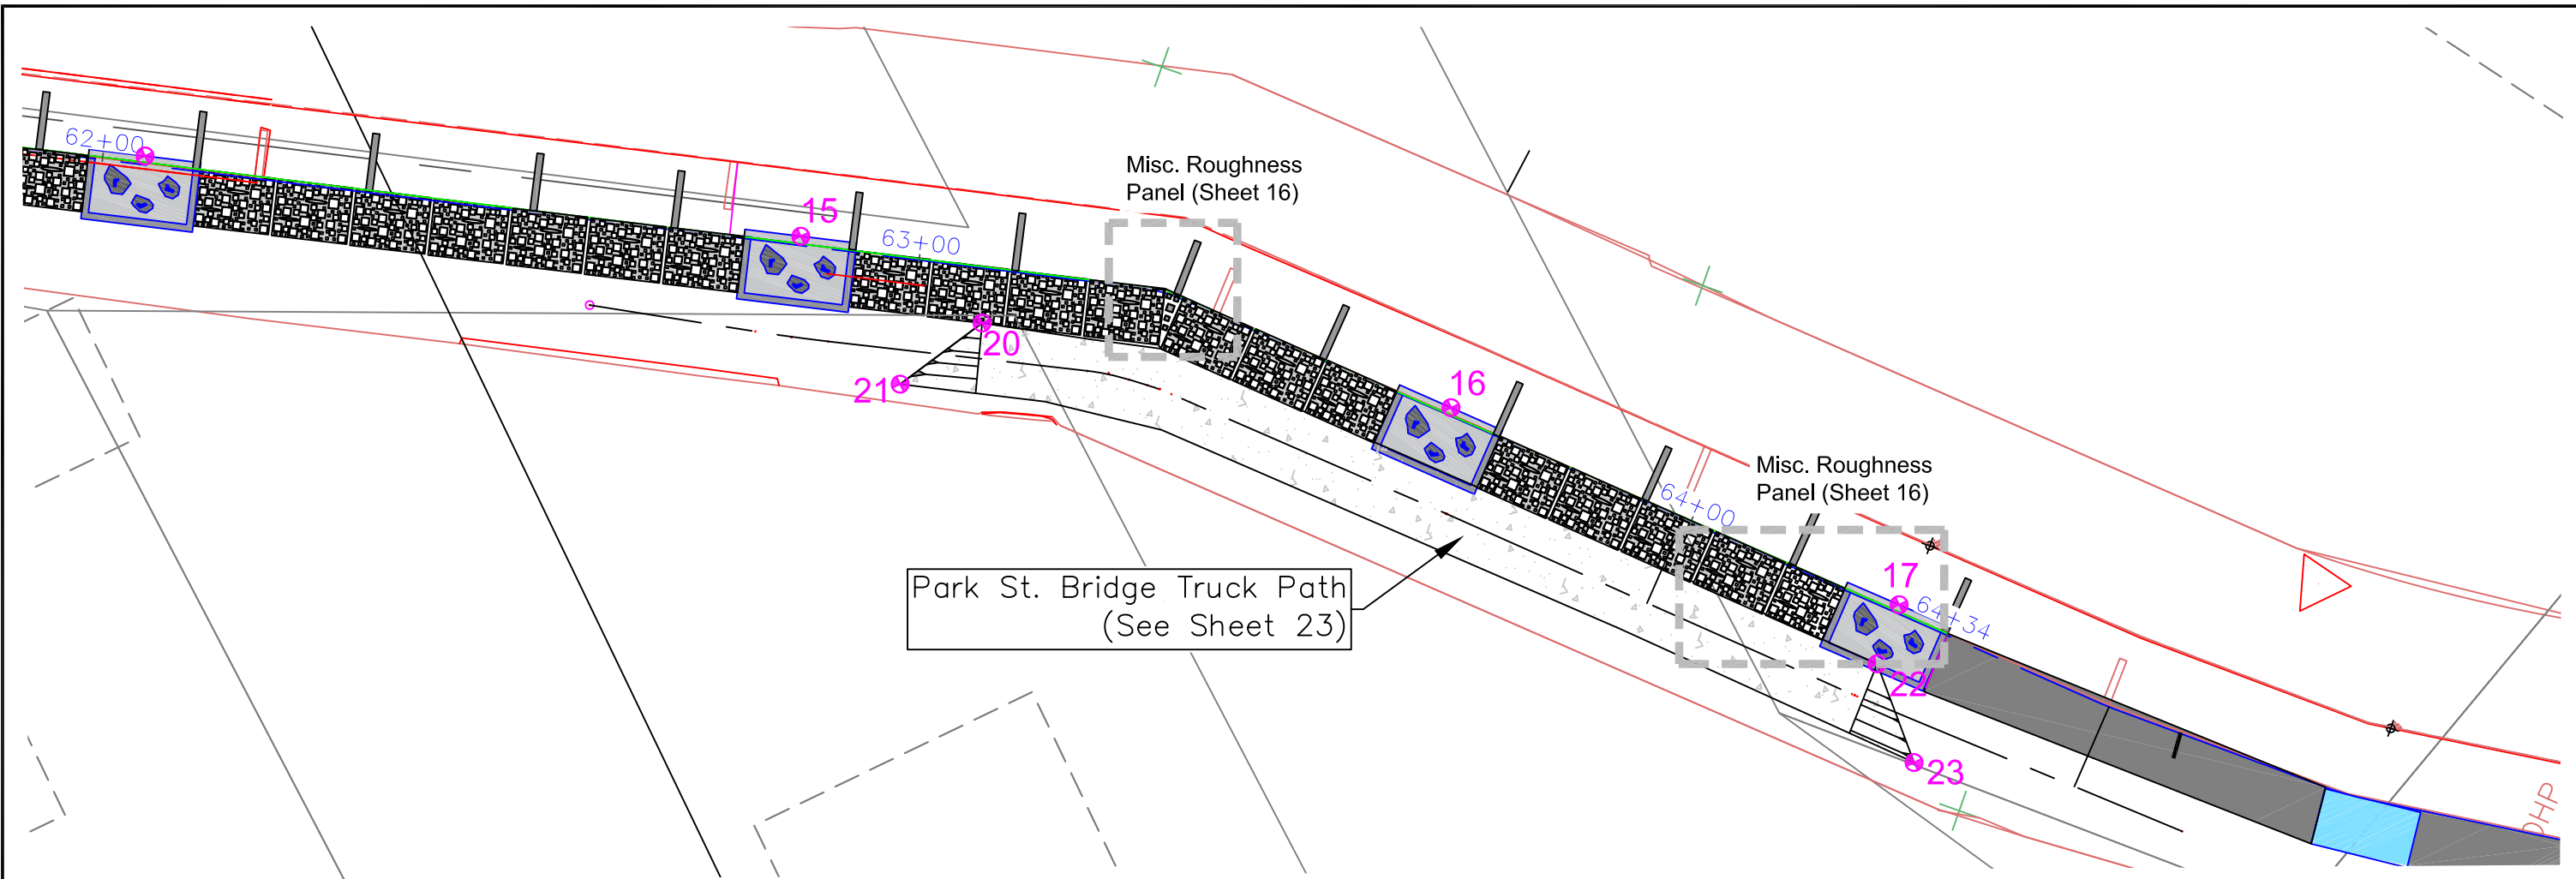 62+00
15
63+00
Misc. Roughness
Panel (Sheet 16)
20
21
16
Misc. Roughness
Panel (Sheet 16)
64+00
17
64+34
Park St. Bridge Truck Path
(See Sheet 23)
22
23
OHP